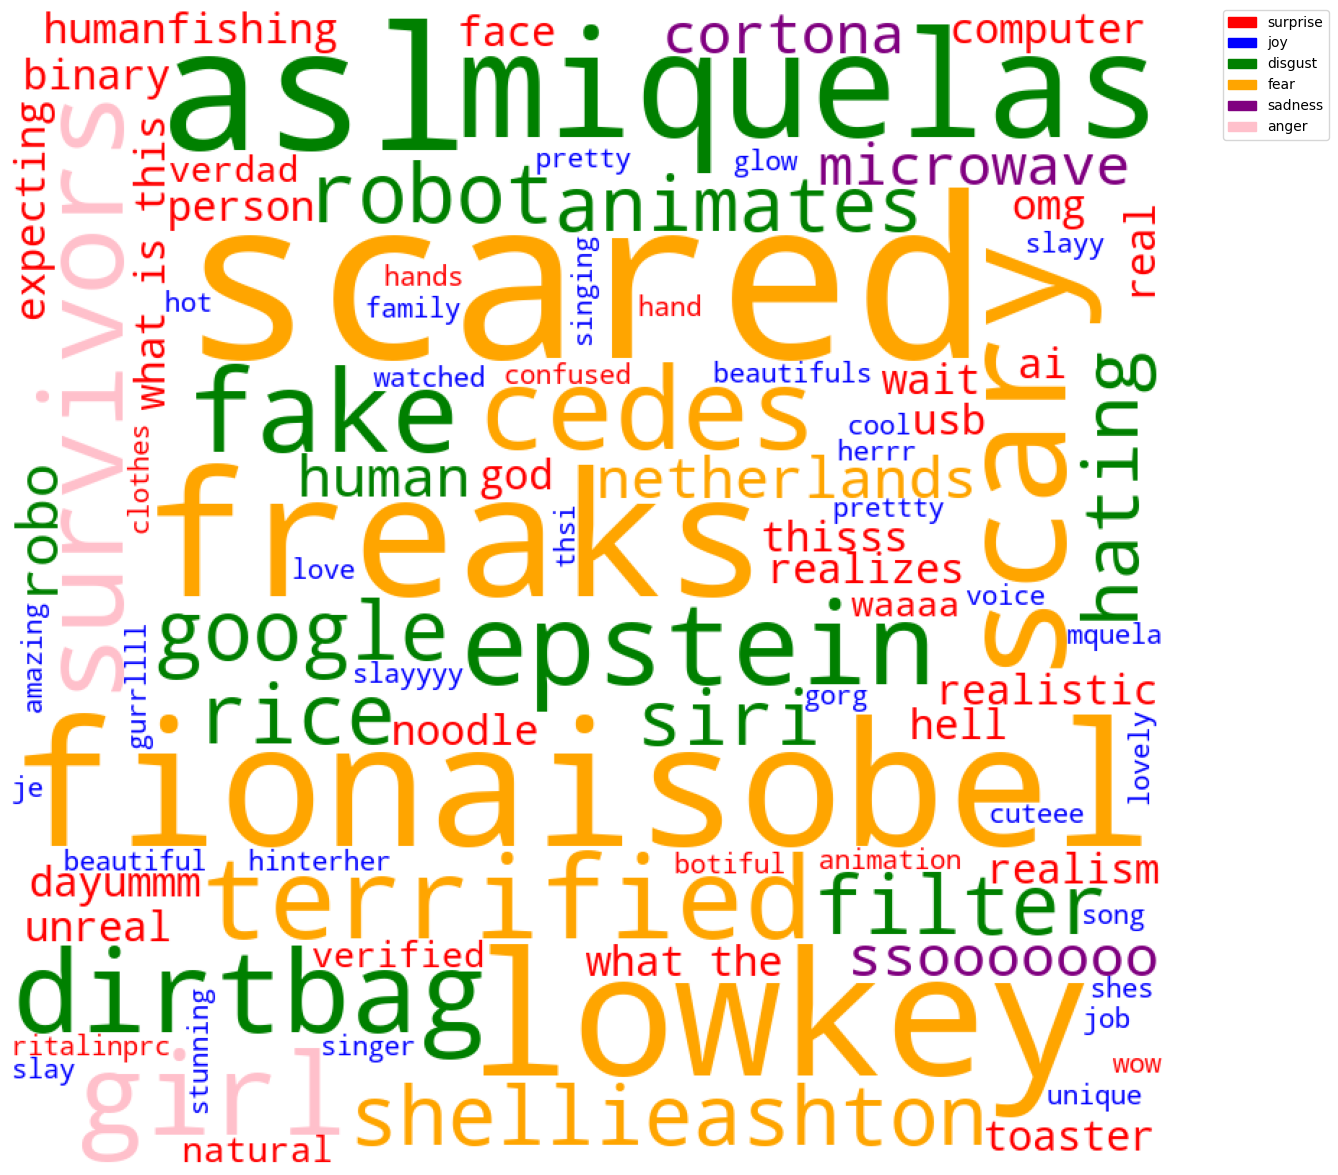 humanfishing face cortona computer
binary aslmiquelas
expecting survivors what is this
verdad pretty glow microwave
person robot animates omg real
scared scary slayy
hot hands family singing hand
fake watched confused cedes beautifuls wait ai hating
cool usb
herrr
clothes human god netherlands
robo freaks thsi prettty
love thisss
realizes
amazing gurrllll google epstein waaaa voice
mquela
slayyyy
rice noodle siri gorg realistic
hell lovely
fionaisobel
je cuteee
beautiful hinterher botiful animation realism
dayummm terrified filter
unreal song
dirtbag verified lowkey what the ssooooooo
stunning shes
job
ritalinprc singer
slay girl wow
shellieashton unique
natural toaster
surprise
joy
disgust
fear
sadness
anger